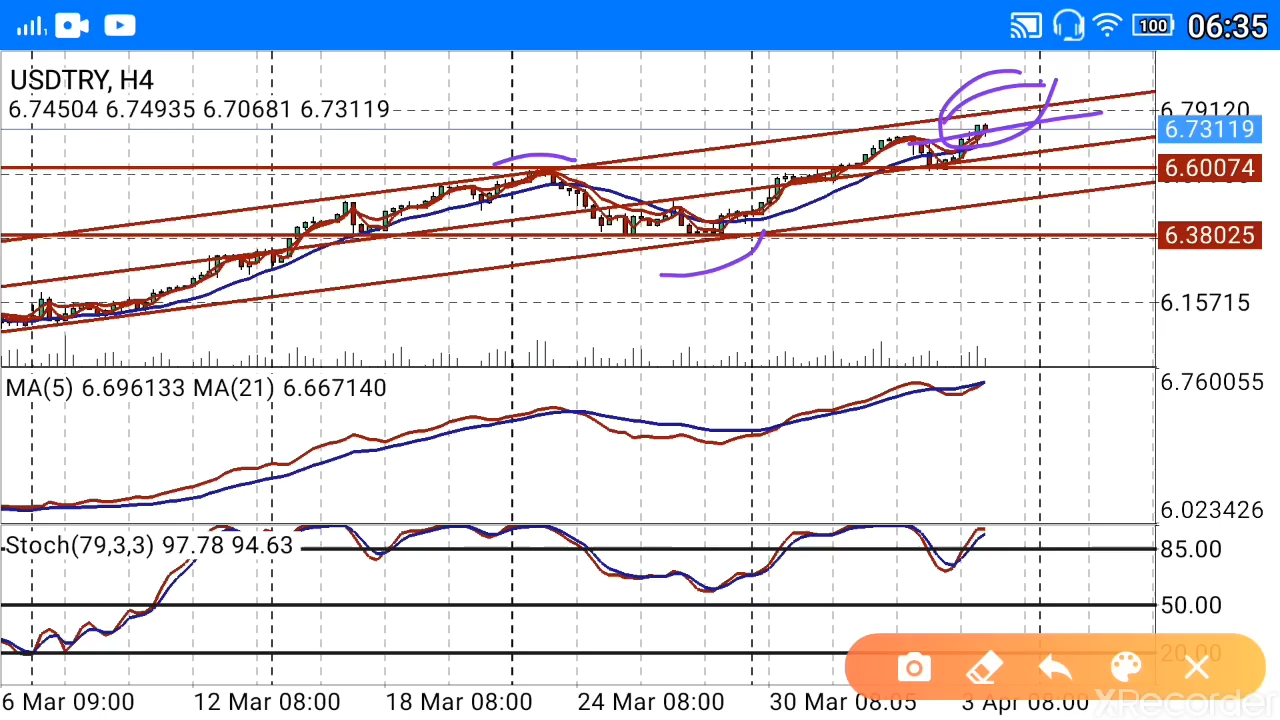 100 06:35
USDTRY, H4
6.74504 6.74935 6.70681 6.73119
6.79120
6.73119
6.60074
6.38025
6.15715
MA(5) 6.696133 MA(21) 6.667140
6.760055
6.023426
Stoch(79,3,3) 97.78 94.63
85.00
50.00
20.00
6 Mar 09:00 12 Mar 08:00 18 Mar 08:00 24 Mar 08:00 30 Mar 08:05 3 Apr 08:00
XRecorder